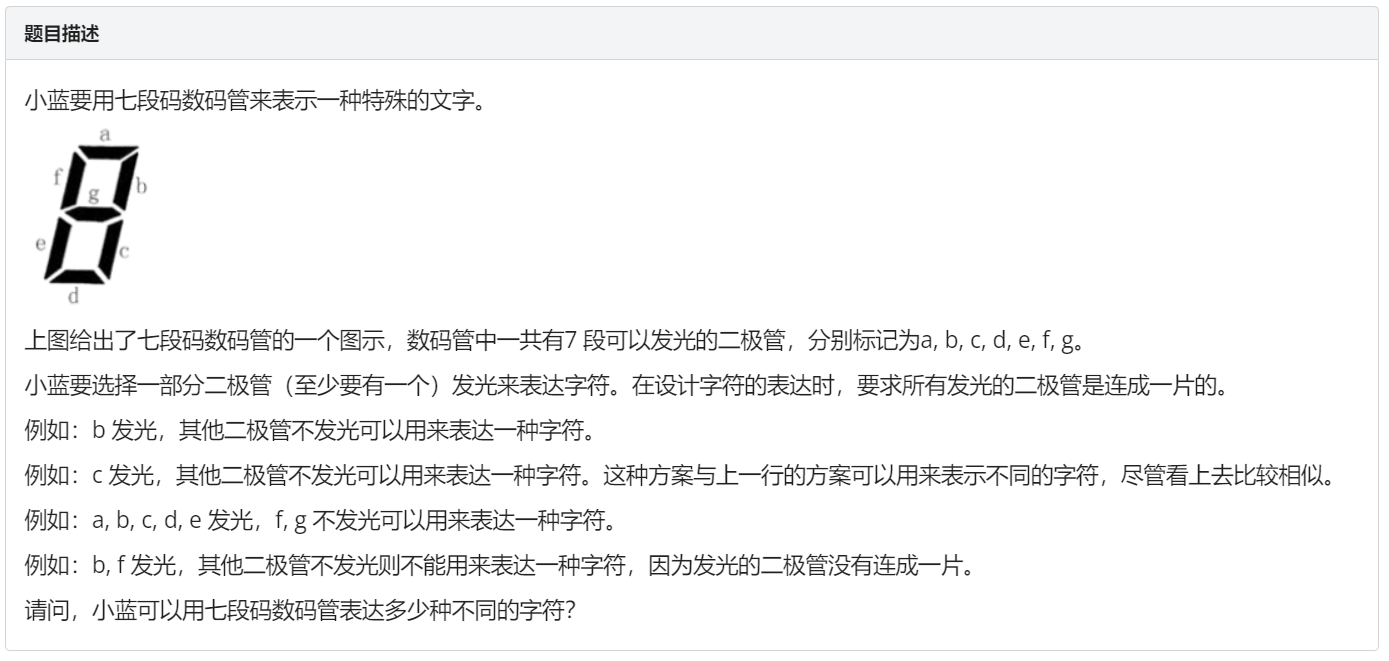 题目描述
小蓝要用七段码数码管来表示一种特殊的文字。
a
f
b
g
e
c
d
上图给出了七段码数码管的一个图示，数码管中一共有7 段可以发光的二极管，分别标记为a, b, c, d, e, f, g。
小蓝要选择一部分二极管（至少要有一个）发光来表达字符。在设计字符的表达时，要求所有发光的二极管是连成一片的。
例如：b 发光，其他二极管不发光可以用来表达一种字符。
例如：c 发光，其他二极管不发光可以用来表达一种字符。这种方案与上一行的方案可以用来表示不同的字符，尽管看上去比较相似。
例如：a, b, c, d, e 发光，f, g 不发光可以用来表达一种字符。
例如：b, f 发光，其他二极管不发光则不能用来表达一种字符，因为发光的二极管没有连成一片。
请问，小蓝可以用七段码数码管表达多少种不同的字符？